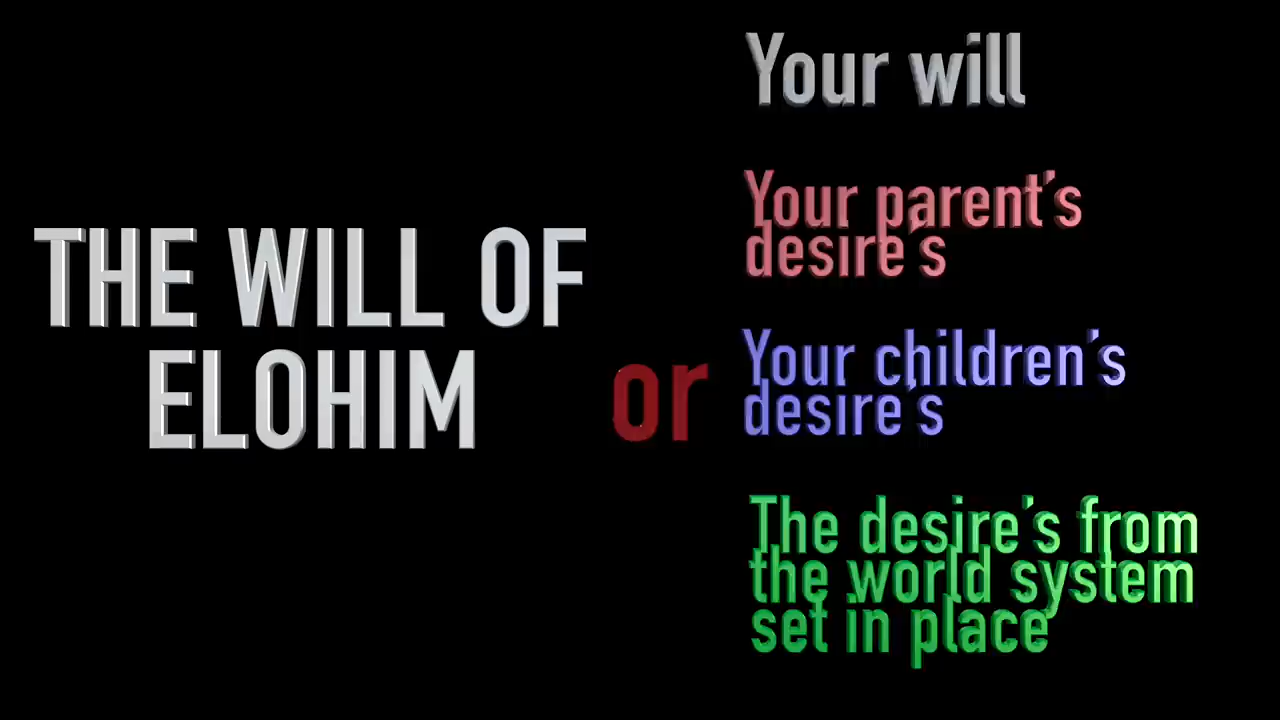 THE WILL OF
ELOHIM
or
Your will
Your parent's
desire's
Your children's
desire's
The desire's from
the world system
set in place